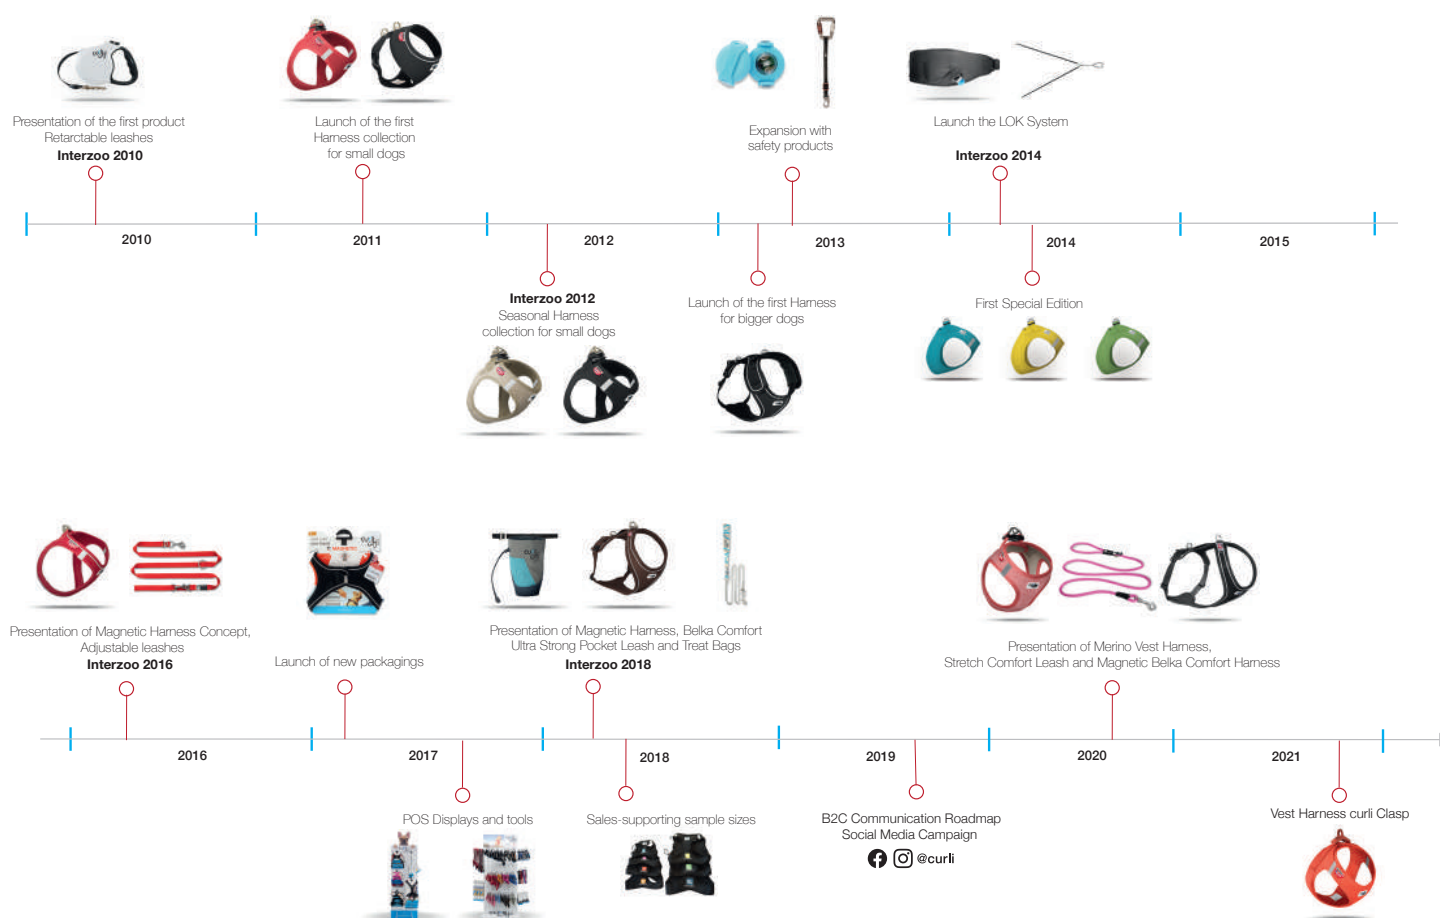 Presentation of the first product
Retarctable leashes
Interzoo 2010
Launch of the first
Harness collection
for small dogs
Expansion with
safety products
Launch the LOK System
Interzoo 2014
2010
2011
2012
2013
2014
2015
Interzoo 2012
Seasonal Harness
collection for small dogs
Launch of the first Harness
for bigger dogs
First Special Edition
Presentation of Magnetic Harness Concept,
Adjustable leashes
Interzoo 2016
Launch of new packagings
Presentation of Magnetic Harness, Belka Comfort
Ultra Strong Pocket Leash and Treat Bags
Interzoo 2018
Presentation of Merino Vest Harness,
Stretch Comfort Leash and Magnetic Belka Comfort Harness
2016
2017
2018
2019
2020
2021
POS Displays and tools
Sales-supporting sample sizes
B2C Communication Roadmap
Social Media Campaign
@curli
Vest Harness curli Clasp